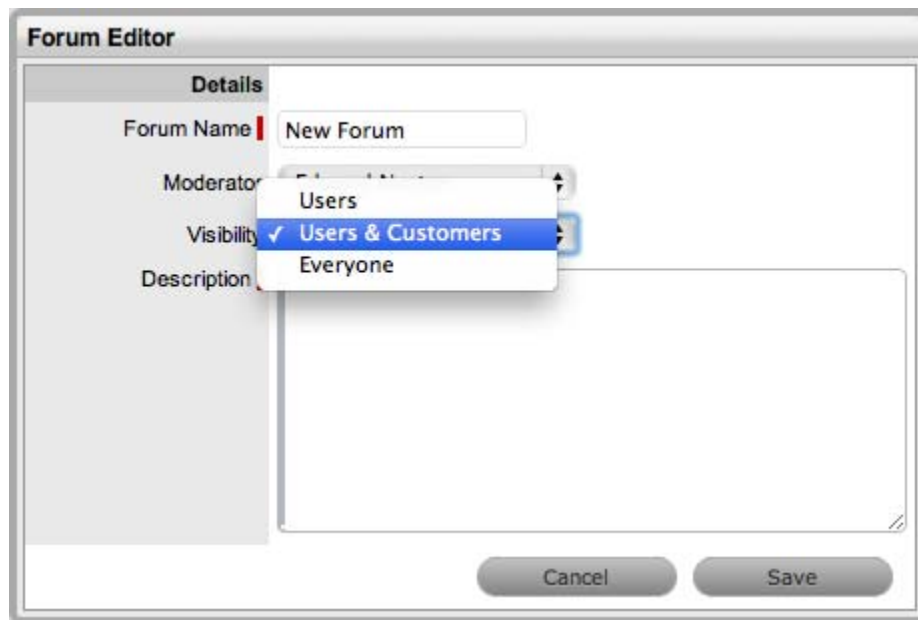 Forum Editor
Details
Forum Name New Forum
Moderator
Users
Visibility ✓ Users & Customers
Everyone
Description
Cancel Save